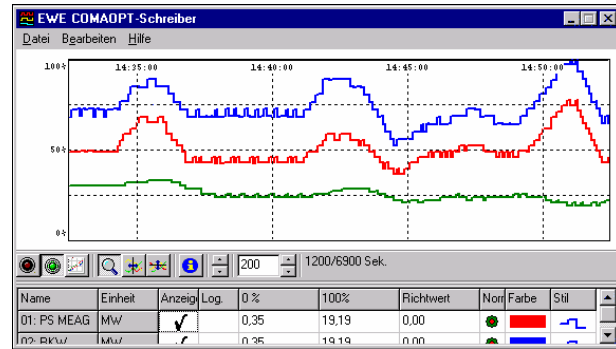 EWE COMAOPT-Schreiber
Datei Bearbeiten Hilfe
100% 14:35:00 14:40:00 14:45:00 14:50:00
50%
0%
200 1200/6900 Sek.
Name Einheit Anzeig Log. 0 % 100% Richtwert Norr Farbe Stil
01: PS MEAG MW 0,35 19,19 0,00
02: BKW MW 0,35 19,19 0,00